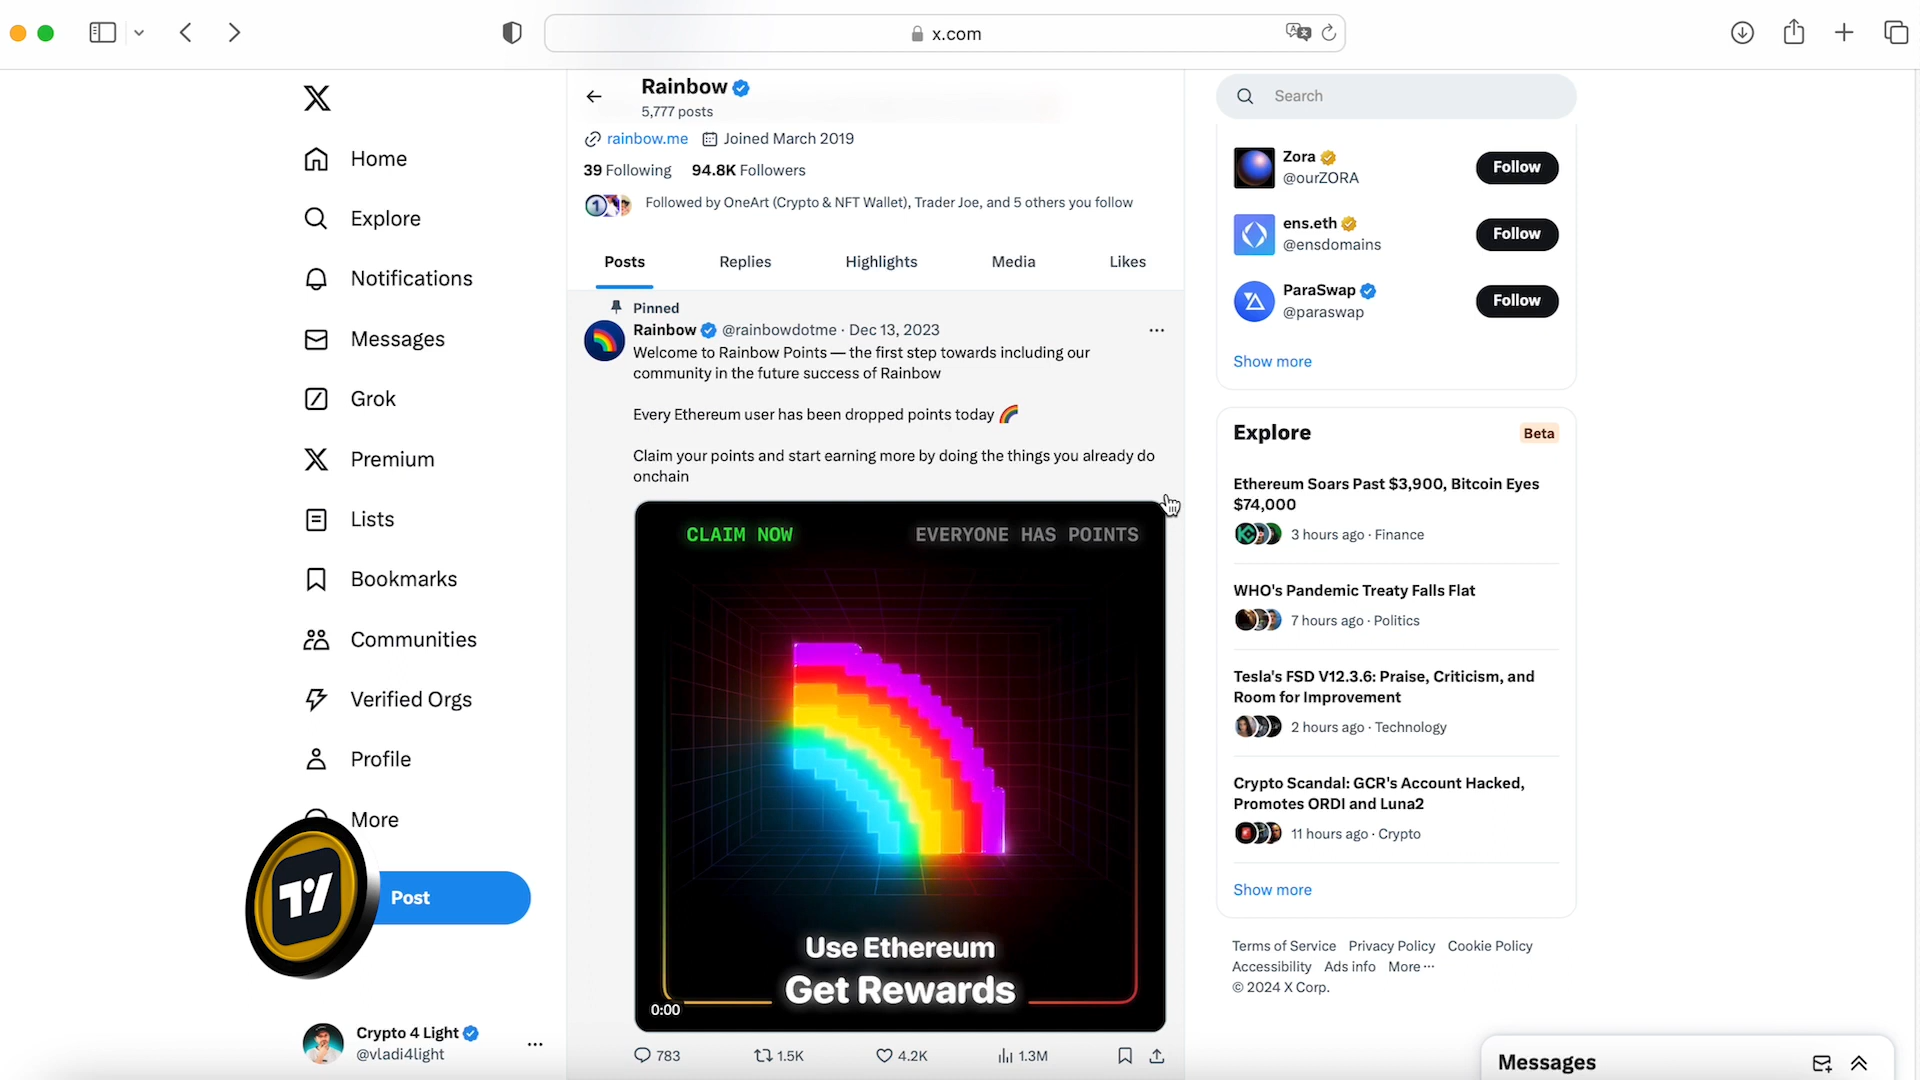 x.com
Home
Explore
Notifications
Messages
Grok
Premium
Lists
Bookmarks
Communities
Verified Orgs
Profile
More
Post
Crypto 4 Light
@vladi4light
Rainbow
5,777 posts
rainbow.me Joined March 2019
39 Following 94.8K Followers
Followed by OneArt (Crypto & NFT Wallet), Trader Joe, and 5 others you follow
Posts Replies Highlights Media Likes
Pinned
Rainbow @rainbowdotme · Dec 13, 2023
Welcome to Rainbow Points — the first step towards including our
community in the future success of Rainbow
Every Ethereum user has been dropped points today 🌈
Claim your points and start earning more by doing the things you already do
onchain
CLAIM NOW EVERYONE HAS POINTS
Use Ethereum
Get Rewards
0:00
783 1.5K 4.2K 1.3M
Search
Zora
@ourZORA
Follow
ens.eth
@ensdomains
Follow
ParaSwap
@paraswap
Follow
Show more
Explore Beta
Ethereum Soars Past $3,900, Bitcoin Eyes
$74,000
3 hours ago · Finance
WHO's Pandemic Treaty Falls Flat
7 hours ago · Politics
Tesla's FSD V12.3.6: Praise, Criticism, and
Room for Improvement
2 hours ago · Technology
Crypto Scandal: GCR's Account Hacked,
Promotes ORDI and Luna2
11 hours ago · Crypto
Show more
Terms of Service Privacy Policy Cookie Policy
Accessibility Ads info More ···
© 2024 X Corp.
Messages